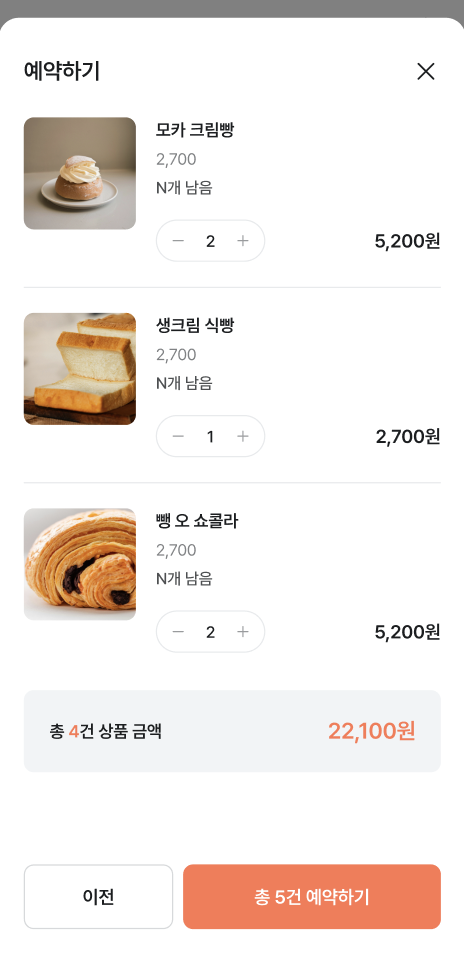 예약하기
모카 크림빵
2,700
N개 남음
2
5,200원
생크림 식빵
2,700
N개 남음
1
2,700원
뺑 오 쇼콜라
2,700
N개 남음
2
5,200원
총 4건 상품 금액
22,100원
이전
총 5건 예약하기